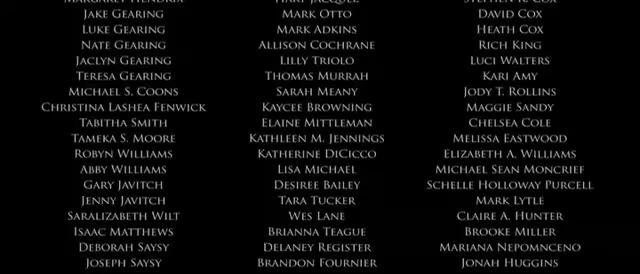 Jake Gearing Mark Otto David Cox
Luke Gearing Mark Adkins Heath Cox
Nate Gearing Allison Cochrane Rich King
Jaclyn Gearing Lilly Triolo Luci Walters
Teresa Gearing Thomas Murrah Kari Amy
Michael S. Coons Sarah Meany Jody T. Rollins
Christina Lashea Fenwick Kaycee Browning Maggie Sandy
Tabitha Smith Elaine Mittleman Chelsea Cole
Tameka S. Moore Kathleen M. Jennings Melissa Eastwood
Robyn Williams Katherine DiCicco Elizabeth A. Williams
Abby Williams Lisa Michael Michael Sean Moncrief
Gary Javitch Desiree Bailey Schelle Holloway Purcell
Jenny Javitch Tara Tucker Mark Lytle
Saralizabeth Wilt Wes Lane Claire A. Hunter
Isaac Matthews Brianna Teague Brooke Miller
Deborah Saysy Delaney Register Mariana Nepomnceno
Joseph Saysy Brandon Fournier Jonah Huggins